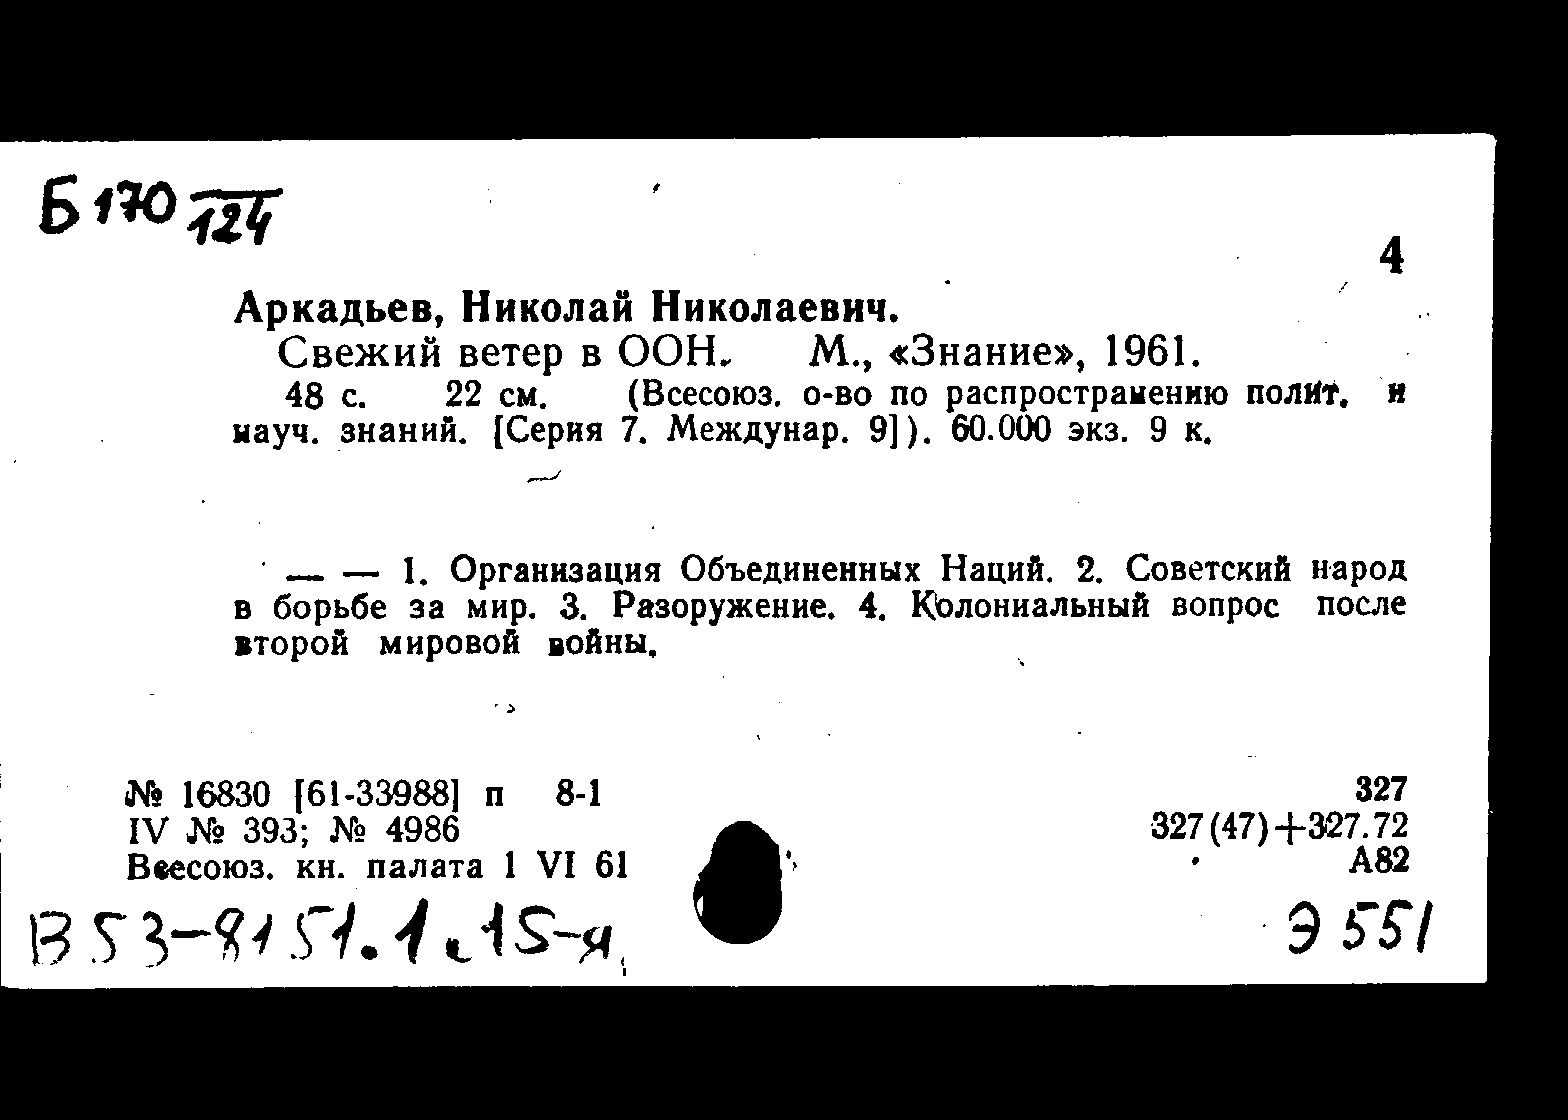 Б 170
124
4
Аркадьев, Николай Николаевич.
Свежий ветер в ООН. М., «Знание», 1961.
48 с. 22 см. (Всесоюз. о-во по распространению полит. и
науч. знаний. [Серия 7. Междунар. 9]). 60.000 экз. 9 к.
— — 1. Организация Объединенных Наций. 2. Советский народ
в борьбе за мир. 3. Разоружение. 4. Колониальный вопрос после
второй мировой войны.
№ 16830 [61-33988] п 8-1
327
IV № 393; № 4986
327(47)+327.72
Всесоюз. кн. палата 1 VI 61
А82
В 53-8151.1 15-я
Э 551